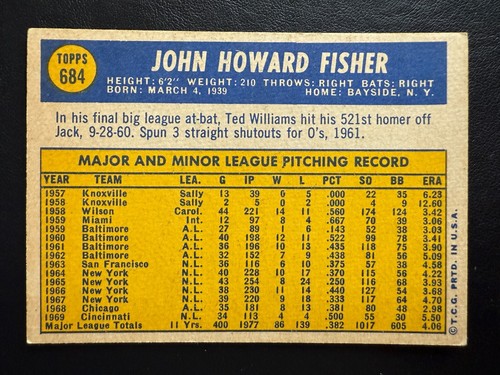 TOPPS
684
JOHN HOWARD FISHER
HEIGHT: 6'2" WEIGHT: 210 THROWS: RIGHT BATS: RIGHT
BORN: MARCH 4, 1939 HOME: BAYSIDE, N. Y.
In his final big league at-bat, Ted Williams hit his 521st homer off
Jack, 9-28-60. Spun 3 straight shutouts for O's, 1961.
MAJOR AND MINOR LEAGUE PITCHING RECORD
YEAR TEAM LEA. G IP W L PCT SO BB ERA
1957 Knoxville Sally 13 39 0 5 .000 22 35 6.23
1958 Knoxville Sally 2 5 0 2 .000 4 9 12.60
1958 Wilson Carol. 44 221 14 11 .560 174 124 3.42
1959 Miami Int. 12 97 8 4 .667 70 39 3.06
1959 Baltimore A.L. 27 89 1 6 .143 52 38 3.03
1960 Baltimore A.L. 40 198 12 11 .522 99 78 3.41
1961 Baltimore A.L. 36 196 10 13 .435 118 75 3.90
1962 Baltimore A.L. 32 152 7 9 .438 81 56 5.09
1963 San Francisco N.L. 36 116 6 10 .375 57 38 4.58
1964 New York N.L. 40 228 10 17 .370 115 56 4.22
1965 New York N.L. 43 254 8 24 .250 116 68 3.93
1966 New York N.L. 38 230 11 14 .440 127 54 3.68
1967 New York N.L. 39 220 9 18 .333 117 64 4.70
1968 Chicago A.L. 35 181 8 13 .381 80 48 2.98
1969 Cincinnati N.L. 34 113 4 4 .500 55 30 5.50
Major League Totals 11 Yrs. 400 1977 86 139 .382 1017 605 4.06
© T.C.G. PRTD. IN U.S.A.